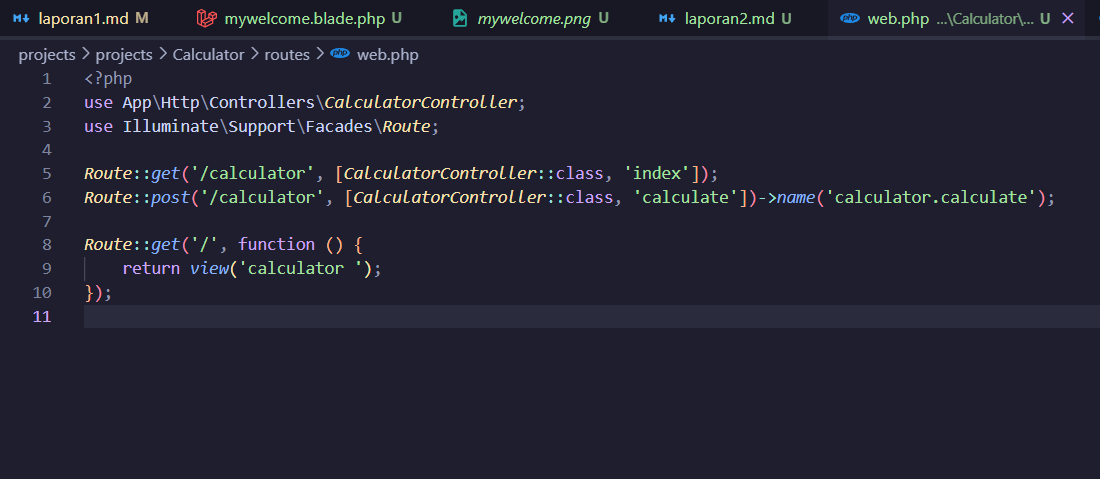 laporan1.md M mywelcome.blade.php U mywelcome.png U laporan2.md U web.php ...\Calculator\... U
projects > projects > Calculator > routes > web.php
1 <?php
2 use App\Http\Controllers\CalculatorController;
3 use Illuminate\Support\Facades\Route;
4
5 Route::get('/calculator', [CalculatorController::class, 'index']);
6 Route::post('/calculator', [CalculatorController::class, 'calculate'])->name('calculator.calculate');
7
8 Route::get('/', function () {
9     return view('calculator ');
10 });
11